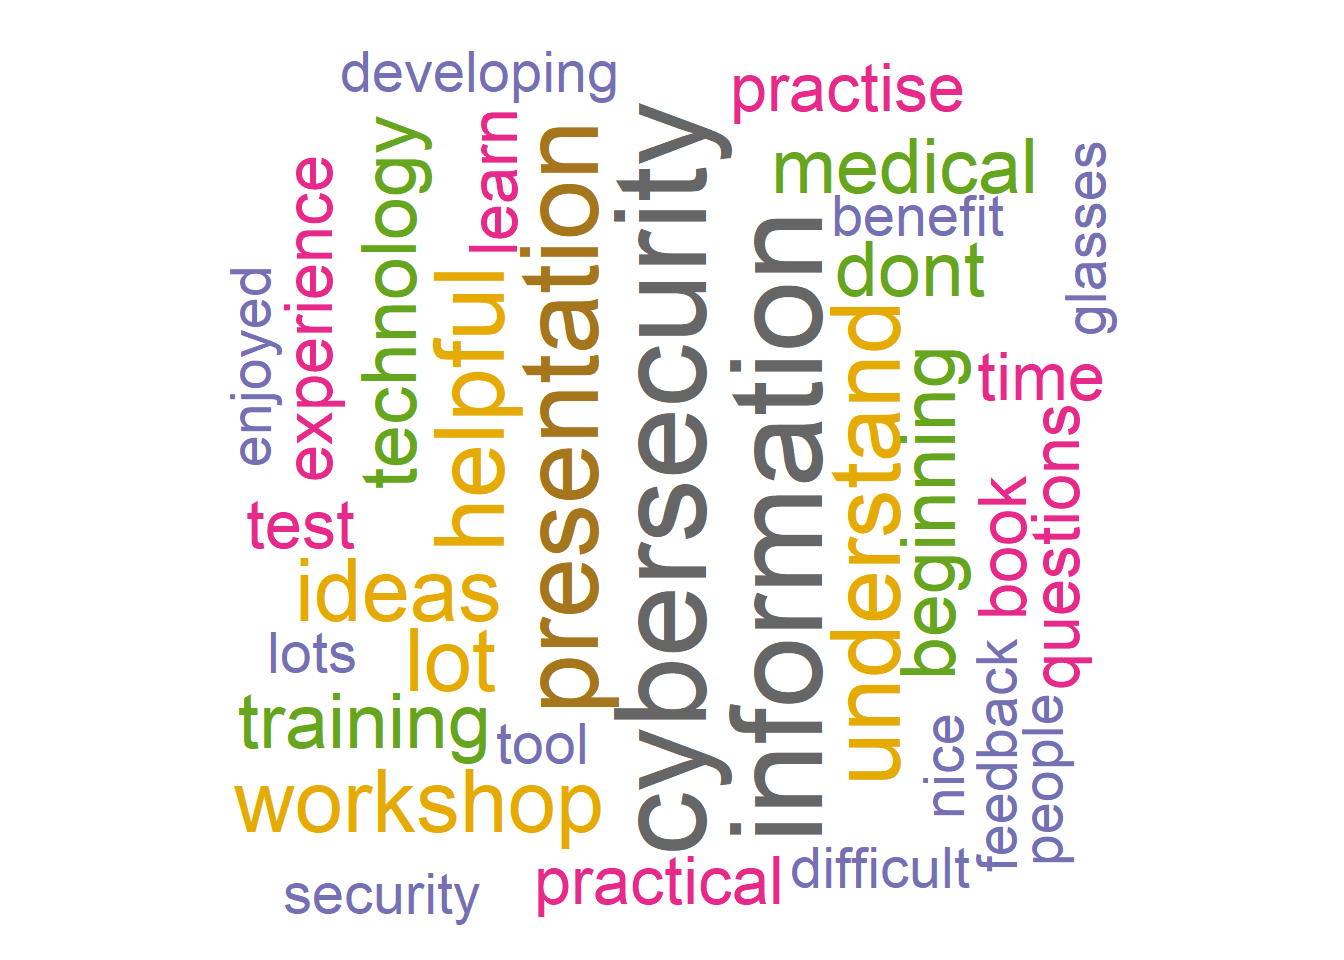 developing
practise
learn
presentation
cybersecurity
technology
medical
experience
glasses
benefit
information
dont
enjoyed
helpful
understand
beginning
time
questions
book
test
ideas
lots
lot
feedback
training
people
nice
tool
workshop
practical
difficult
security